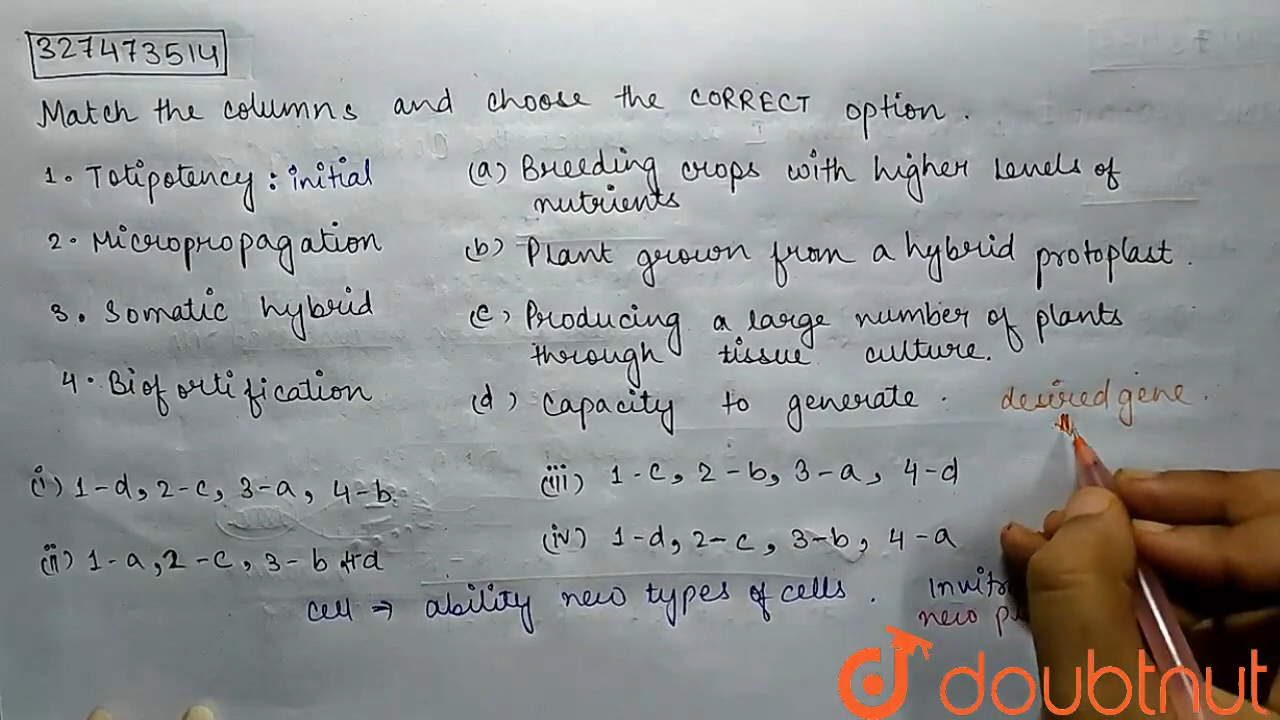 327473514
Match the columns and choose the CORRECT option.
1. Totipotency : initial
(a) Breeding crops with higher Levels of
nutrients
2. Micropropagation
(b) Plant grown from a hybrid protoplast.
3. Somatic hybrid
(c) Producing a large number of plants
through tissue culture.
4. Biofortification
(d) Capacity to generate.
desired gene.
(i) 1-d, 2-c, 3-a, 4-b
(iii) 1-c, 2-b, 3-a, 4-d
(ii) 1-a, 2-c, 3-b 4-d
(iv) 1-d, 2-c, 3-b, 4-a
cell ⇒ ability new types of cells.
new
doubtnut